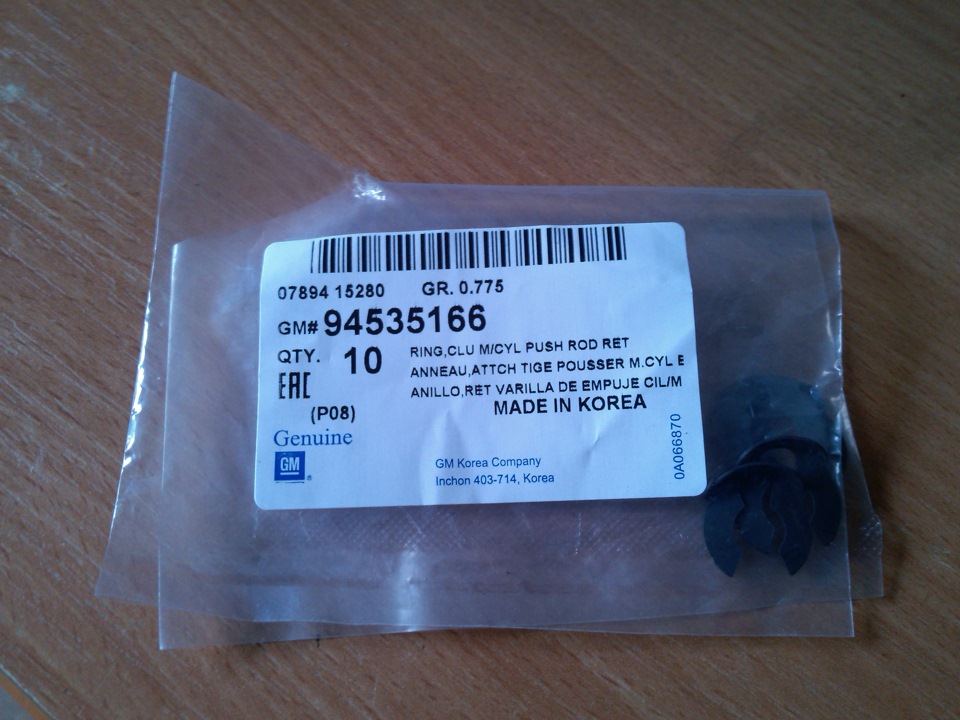 07894 15280 GR. 0.775
GM# 94535166
QTY. 10
RING,CLU M/CYL PUSH ROD RET
ANNEAU,ATTCH TIGE POUSSER M.CYL E
ANILLO,RET VARILLA DE EMPUJE CIL/M
EAC
(P08)
MADE IN KOREA
Genuine
GM
GM Korea Company
Inchon 403-714, Korea
0A066870